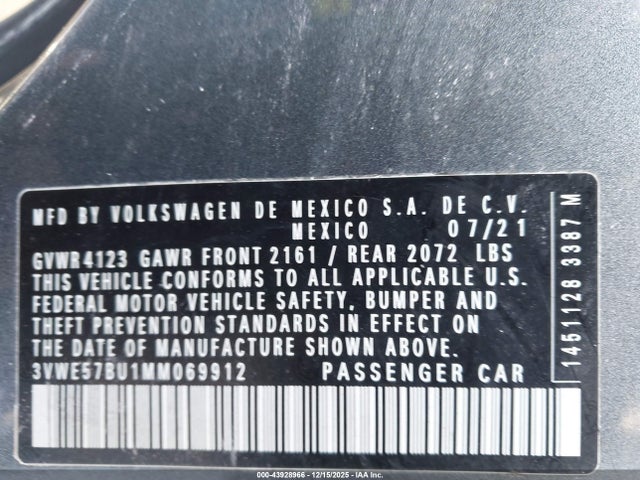 MFD BY VOLKSWAGEN DE MEXICO S.A. DE C.V.
MEXICO 07/21
GVWR 4123 GAWR FRONT 2161 / REAR 2072 LBS
THIS VEHICLE CONFORMS TO ALL APPLICABLE U.S.
FEDERAL MOTOR VEHICLE SAFETY, BUMPER AND
THEFT PREVENTION STANDARDS IN EFFECT ON
THE DATE OF MANUFACTURE SHOWN ABOVE.
3VWE57BU1MM069912 PASSENGER CAR
1451128 3387 M
000-43928966 - 12/15/2025 - IAA Inc.